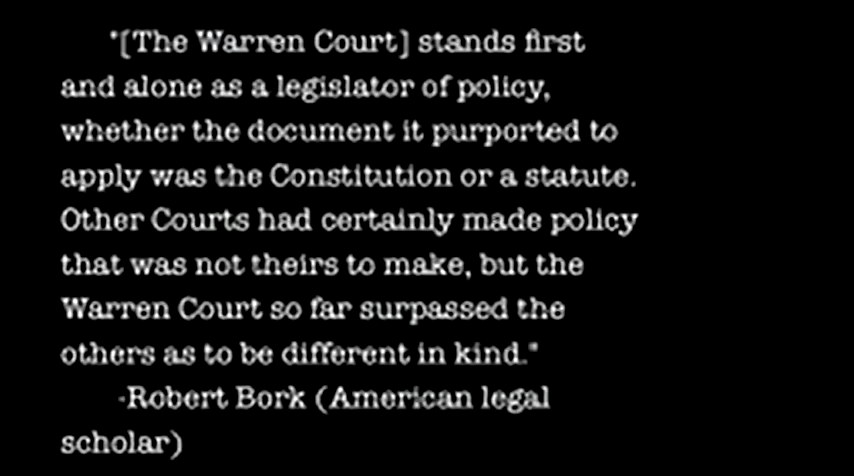 "[The Warren Court] stands first
and alone as a legislator of policy,
whether the document it purported to
apply was the Constitution or a statute.
Other Courts had certainly made policy
that was not theirs to make, but the
Warren Court so far surpassed the
others as to be different in kind."
-Robert Bork (American legal
scholar)